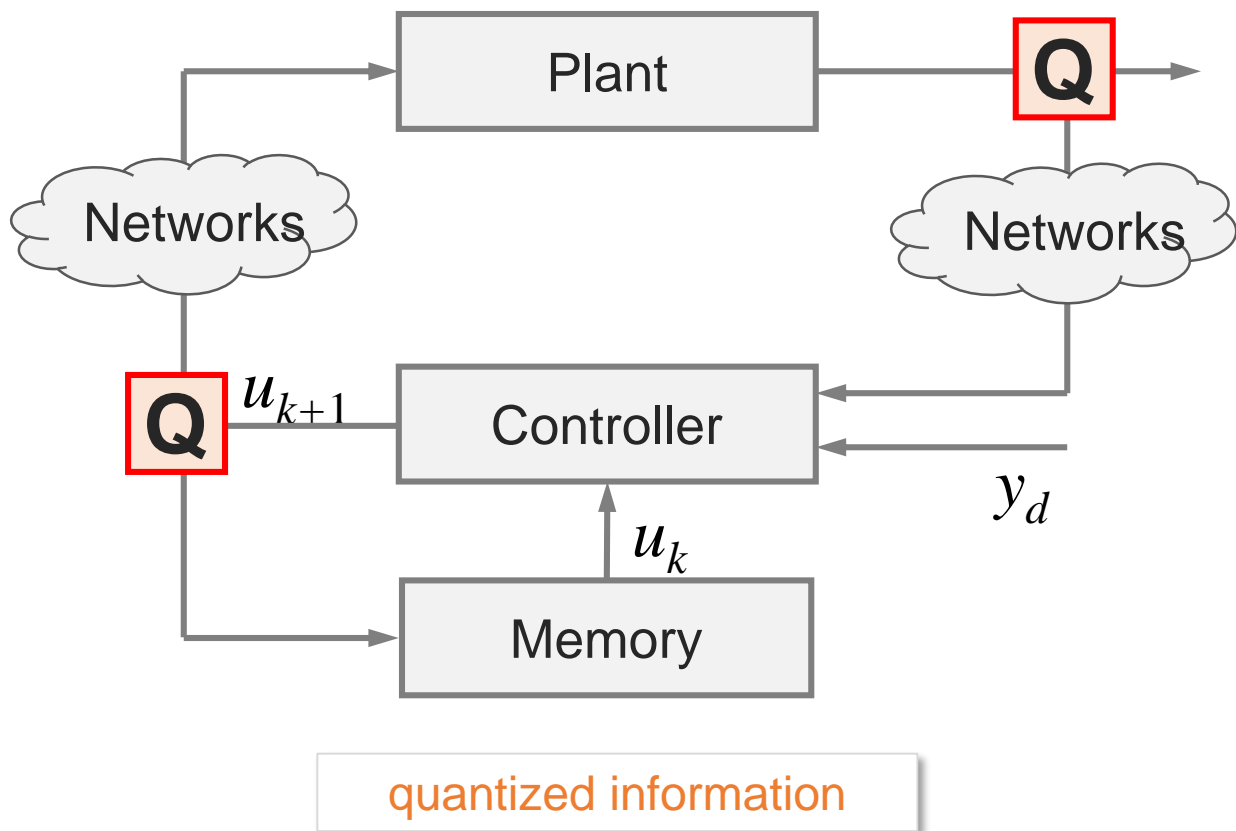 Plant
Q
Networks
Networks
Q
u_{k+1}
Controller
y_d
u_k
Memory
quantized information